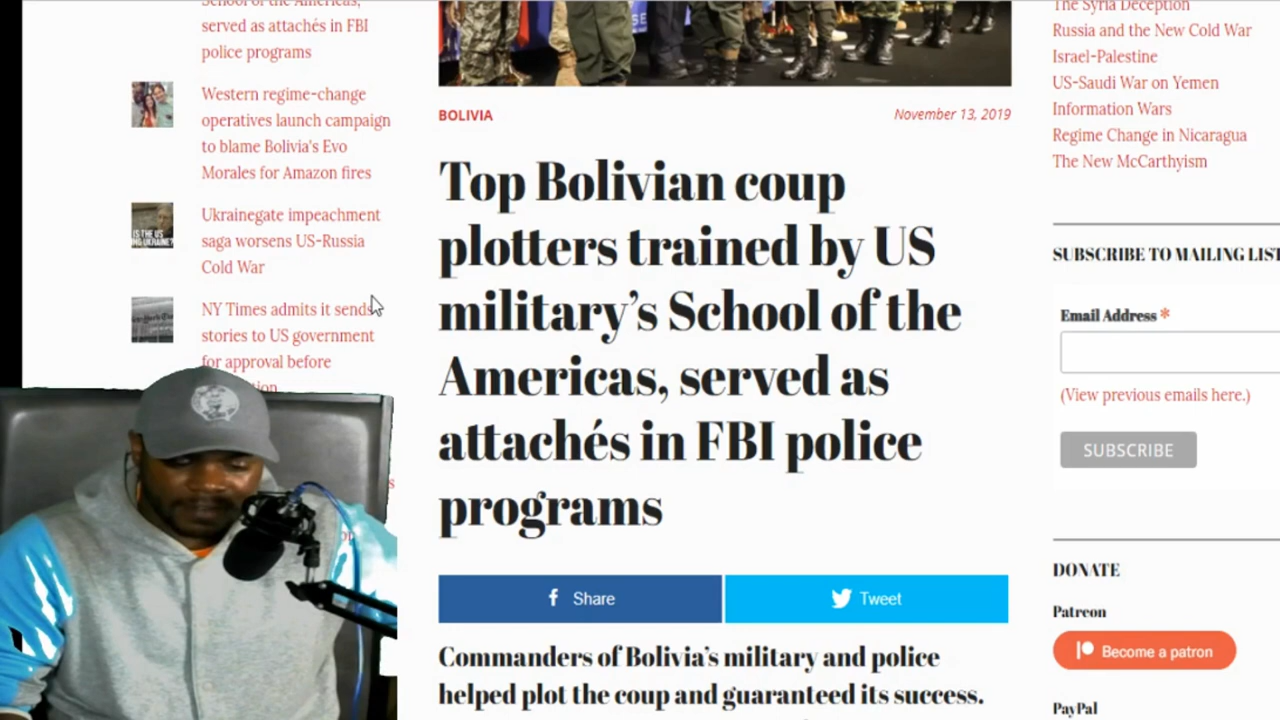 School of the Americas,
served as attachés in FBI
police programs
Western regime-change
operatives launch campaign
to blame Bolivia's Evo
Morales for Amazon fires
Ukrainegate impeachment
saga worsens US-Russia
Cold War
NY Times admits it sends
stories to US government
for approval before
IS THE US
BOLIVIA
November 13, 2019
Top Bolivian coup
plotters trained by US
military's School of the
Americas, served as
attachés in FBI police
programs
Share
Tweet
Commanders of Bolivia's military and police
helped plot the coup and guaranteed its success.
The Syria Deception
Russia and the New Cold War
Israel-Palestine
US-Saudi War on Yemen
Information Wars
Regime Change in Nicaragua
The New McCarthyism
SUBSCRIBE TO MAILING LIST
Email Address *
(View previous emails here.)
SUBSCRIBE
DONATE
Patreon
Become a patron
PayPal